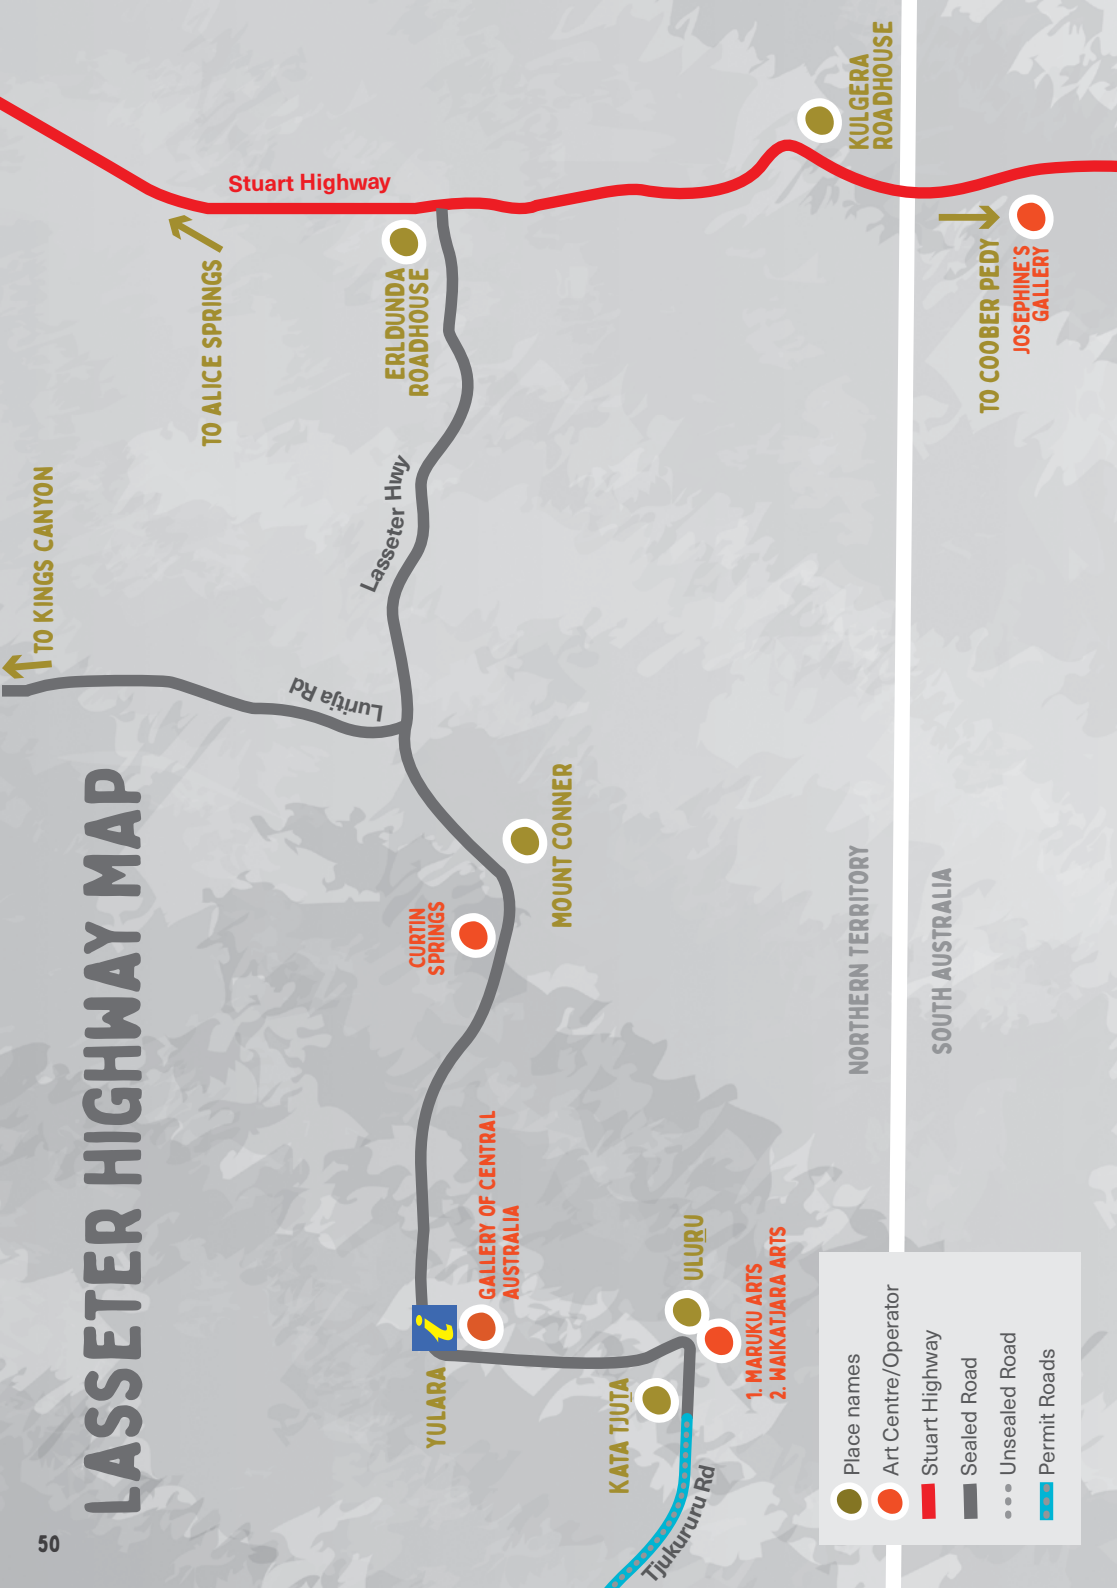 LASSETER HIGHWAY MAP
TO KINGS CANYON
TO ALICE SPRINGS
Stuart Highway
Luritja Rd
Lasseter Hwy
ERLDUNDA
ROADHOUSE
YULARA
i
GALLERY OF CENTRAL
AUSTRALIA
CURTIN
SPRINGS
MOUNT CONNER
KATA TJUṮA
ULURU
1. MARUKU ARTS
2. WAIKATJARA ARTS
Tjukururu Rd
KULGERA
ROADHOUSE
NORTHERN TERRITORY
SOUTH AUSTRALIA
TO COOBER PEDY
JOSEPHINE'S
GALLERY
Place names
Art Centre/Operator
Stuart Highway
Sealed Road
Unsealed Road
Permit Roads
50